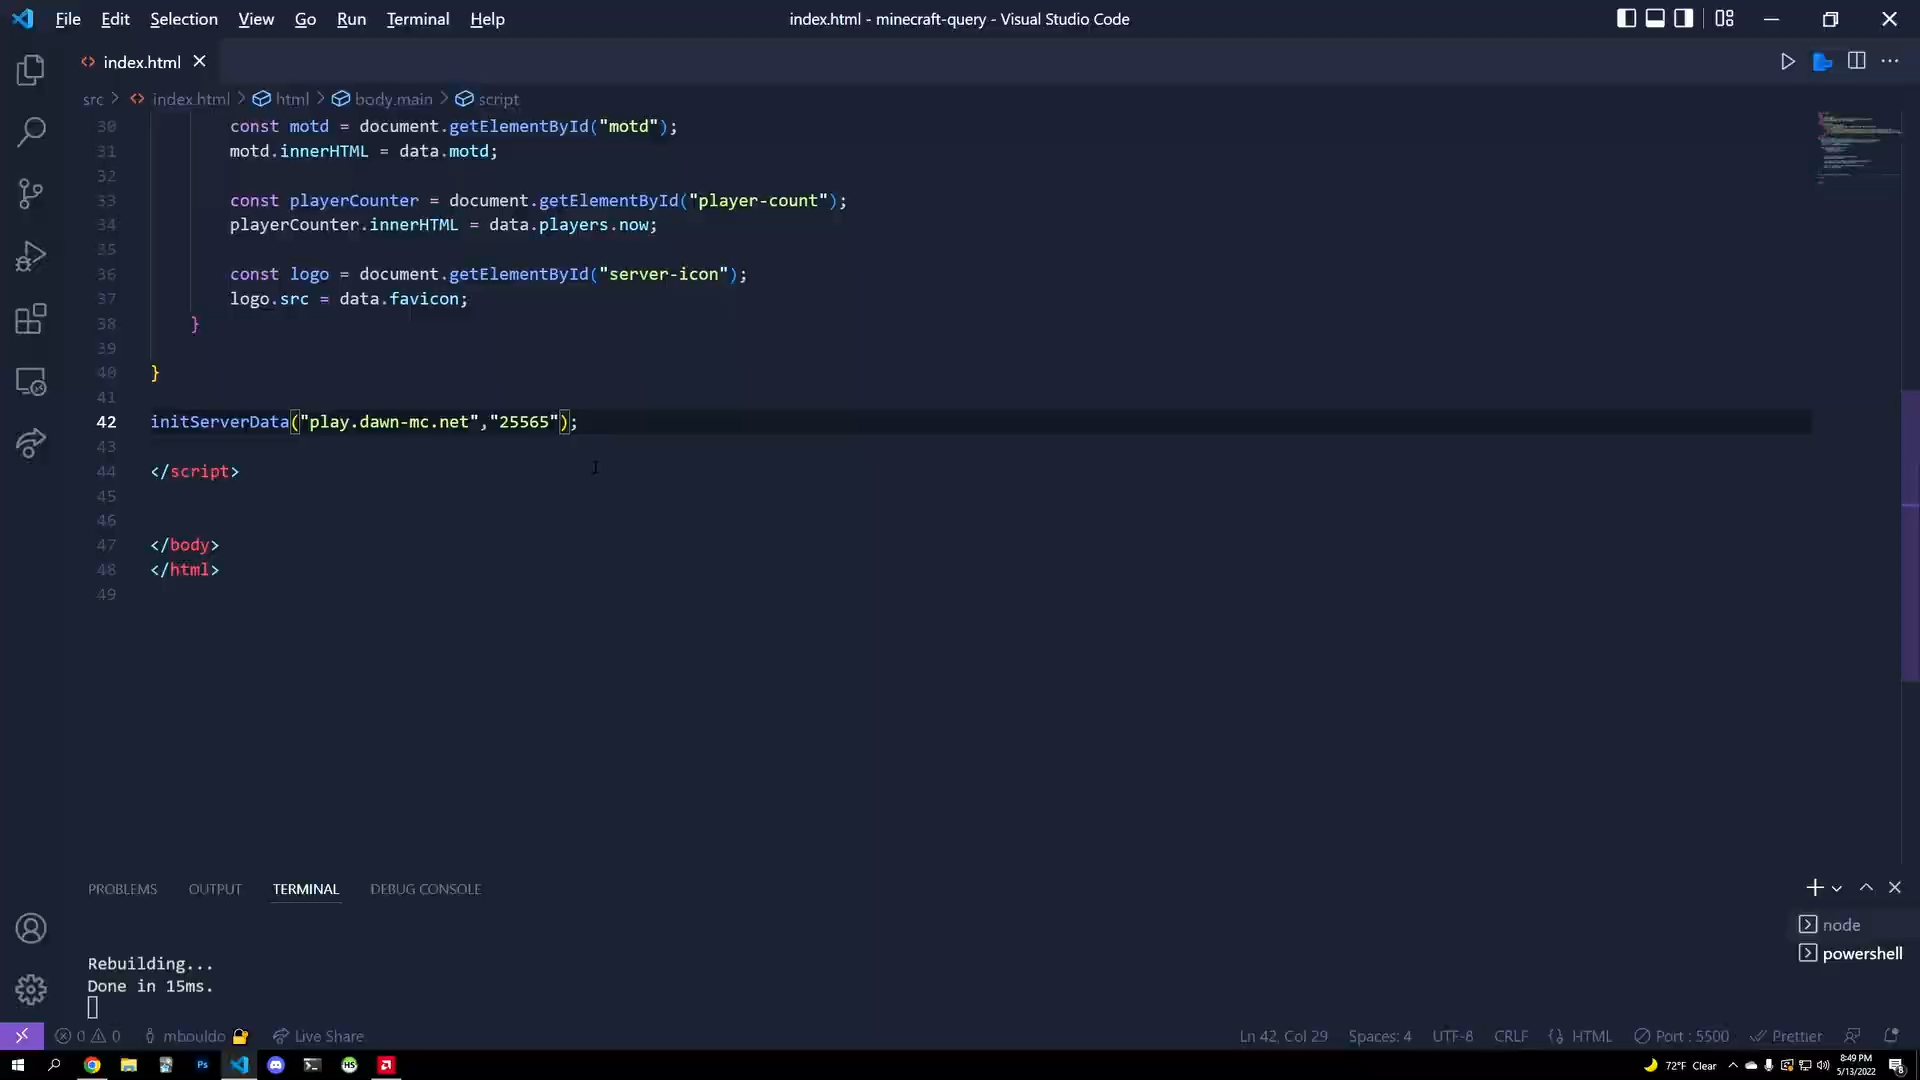 File Edit Selection View Go Run Terminal Help
index.html - minecraft-query - Visual Studio Code
<> index.html
src > <> index.html > html > body.main > script
30 const motd = document.getElementById("motd");
31 motd.innerHTML = data.motd;
32
33 const playerCounter = document.getElementById("player-count");
34 playerCounter.innerHTML = data.players.now;
35
36 const logo = document.getElementById("server-icon");
37 logo.src = data.favicon;
38 }
39
40 }
41
42 initServerData("play.dawn-mc.net","25565");
43
44 </script>
45
46
47 </body>
48 </html>
49
PROBLEMS OUTPUT TERMINAL DEBUG CONSOLE
node
powershell
Rebuilding...
Done in 15ms.
0 0 mbouldo Live Share
Ln 42, Col 29 Spaces: 4 UTF-8 CRLF {} HTML Port : 5500 Prettier
Ps
HS
72°F Clear
8:49 PM
5/13/2022